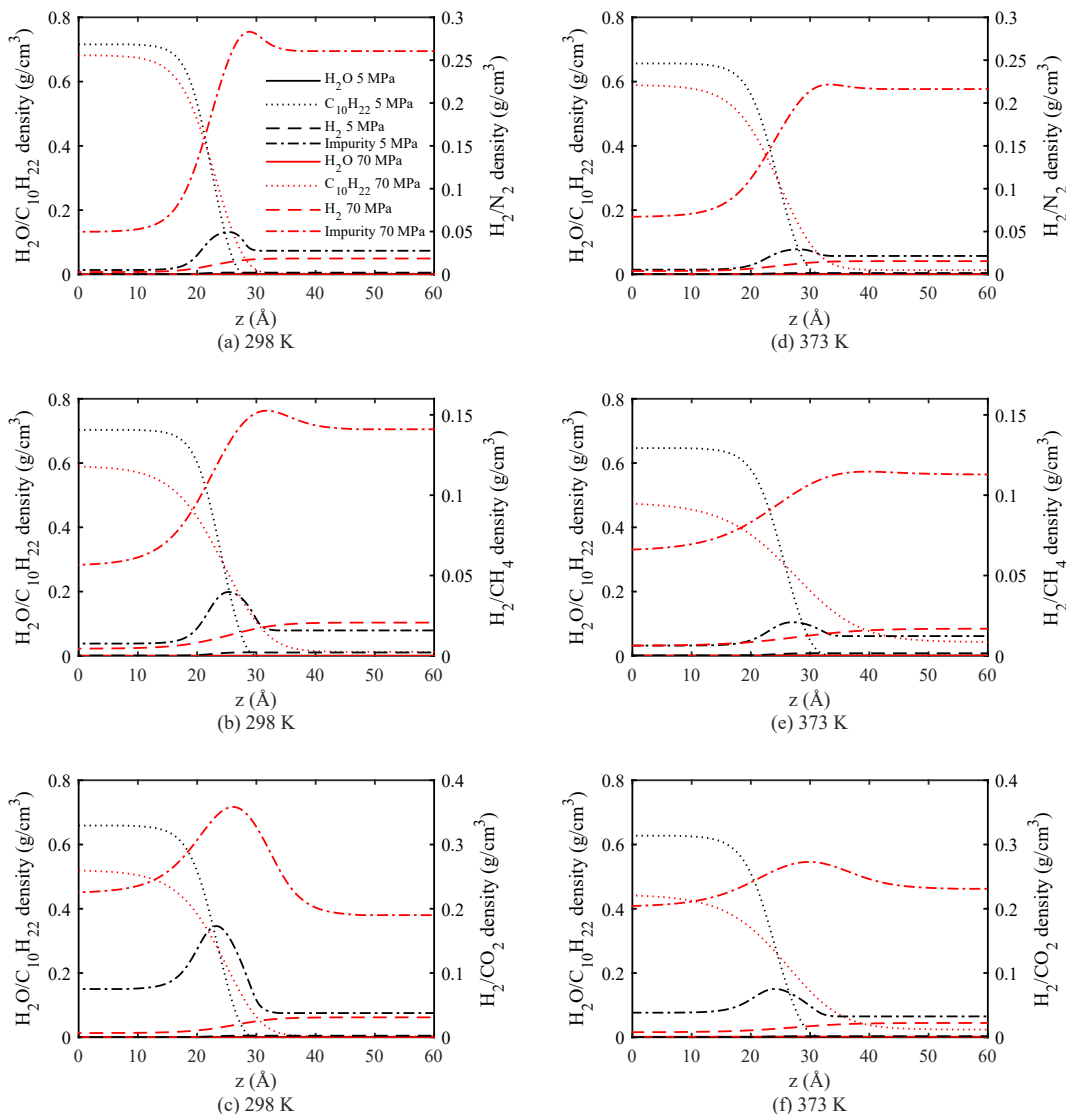 0.8
0.6
0.4
0.2
0
H₂O/C₁₀H₂₂ density (g/cm³)
0.3
0.25
0.2
0.15
0.1
0.05
0
H₂/N₂ density (g/cm³)
H₂O 5 MPa
C₁₀H₂₂ 5 MPa
H₂ 5 MPa
Impurity 5 MPa
H₂O 70 MPa
C₁₀H₂₂ 70 MPa
H₂ 70 MPa
Impurity 70 MPa
0 10 20 30 40 50 60
z (Å)
(a) 298 K
0.8
0.6
0.4
0.2
0
H₂O/C₁₀H₂₂ density (g/cm³)
0.3
0.25
0.2
0.15
0.1
0.05
0
H₂/N₂ density (g/cm³)
0 10 20 30 40 50 60
z (Å)
(d) 373 K
0.8
0.6
0.4
0.2
0
H₂O/C₁₀H₂₂ density (g/cm³)
0.15
0.1
0.05
0
H₂/CH₄ density (g/cm³)
0 10 20 30 40 50 60
z (Å)
(b) 298 K
0.8
0.6
0.4
0.2
0
H₂O/C₁₀H₂₂ density (g/cm³)
0.15
0.1
0.05
0
H₂/CH₄ density (g/cm³)
0 10 20 30 40 50 60
z (Å)
(e) 373 K
0.8
0.6
0.4
0.2
0
H₂O/C₁₀H₂₂ density (g/cm³)
0.4
0.3
0.2
0.1
0
H₂/CO₂ density (g/cm³)
0 10 20 30 40 50 60
z (Å)
(c) 298 K
0.8
0.6
0.4
0.2
0
H₂O/C₁₀H₂₂ density (g/cm³)
0.4
0.3
0.2
0.1
0
H₂/CO₂ density (g/cm³)
0 10 20 30 40 50 60
z (Å)
(f) 373 K